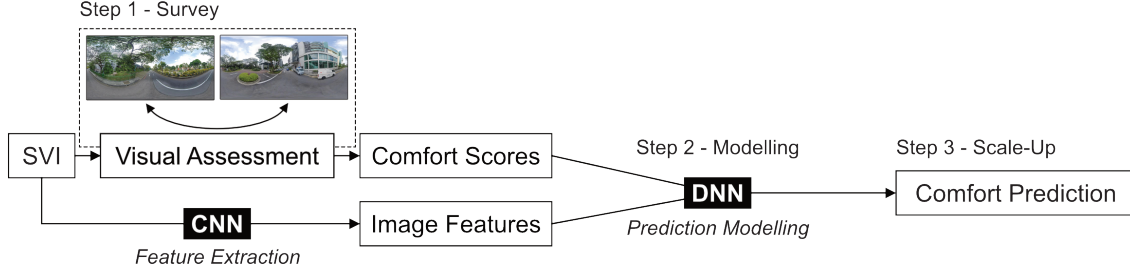 Step 1 - Survey
SVI
Visual Assessment
Comfort Scores
Step 2 - Modelling
Step 3 - Scale-Up
DNN
Comfort Prediction
CNN
Image Features
Prediction Modelling
Feature Extraction